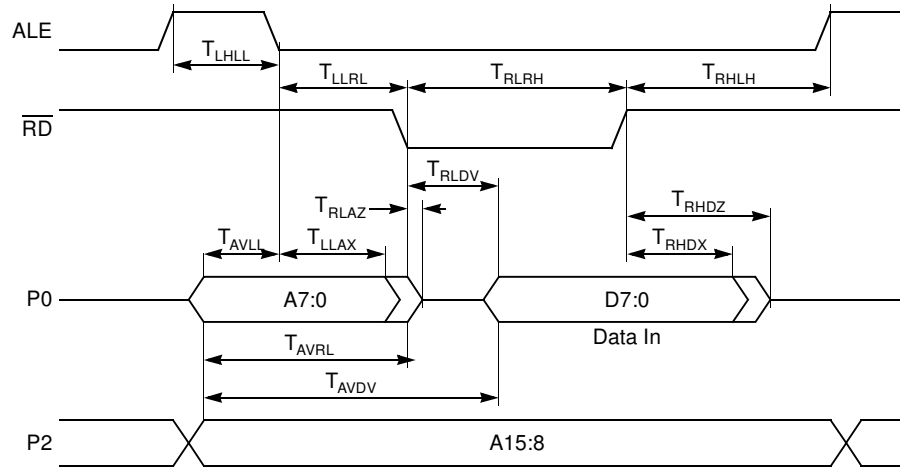 ALE
T_LHLL
T_LLRL
T_RLRH
T_RHLH
RD
T_RLDV
T_RLAZ
T_RHDZ
T_AVLL
T_LLAX
T_RHDX
P0
A7:0
D7:0
Data In
T_AVRL
T_AVDV
P2
A15:8